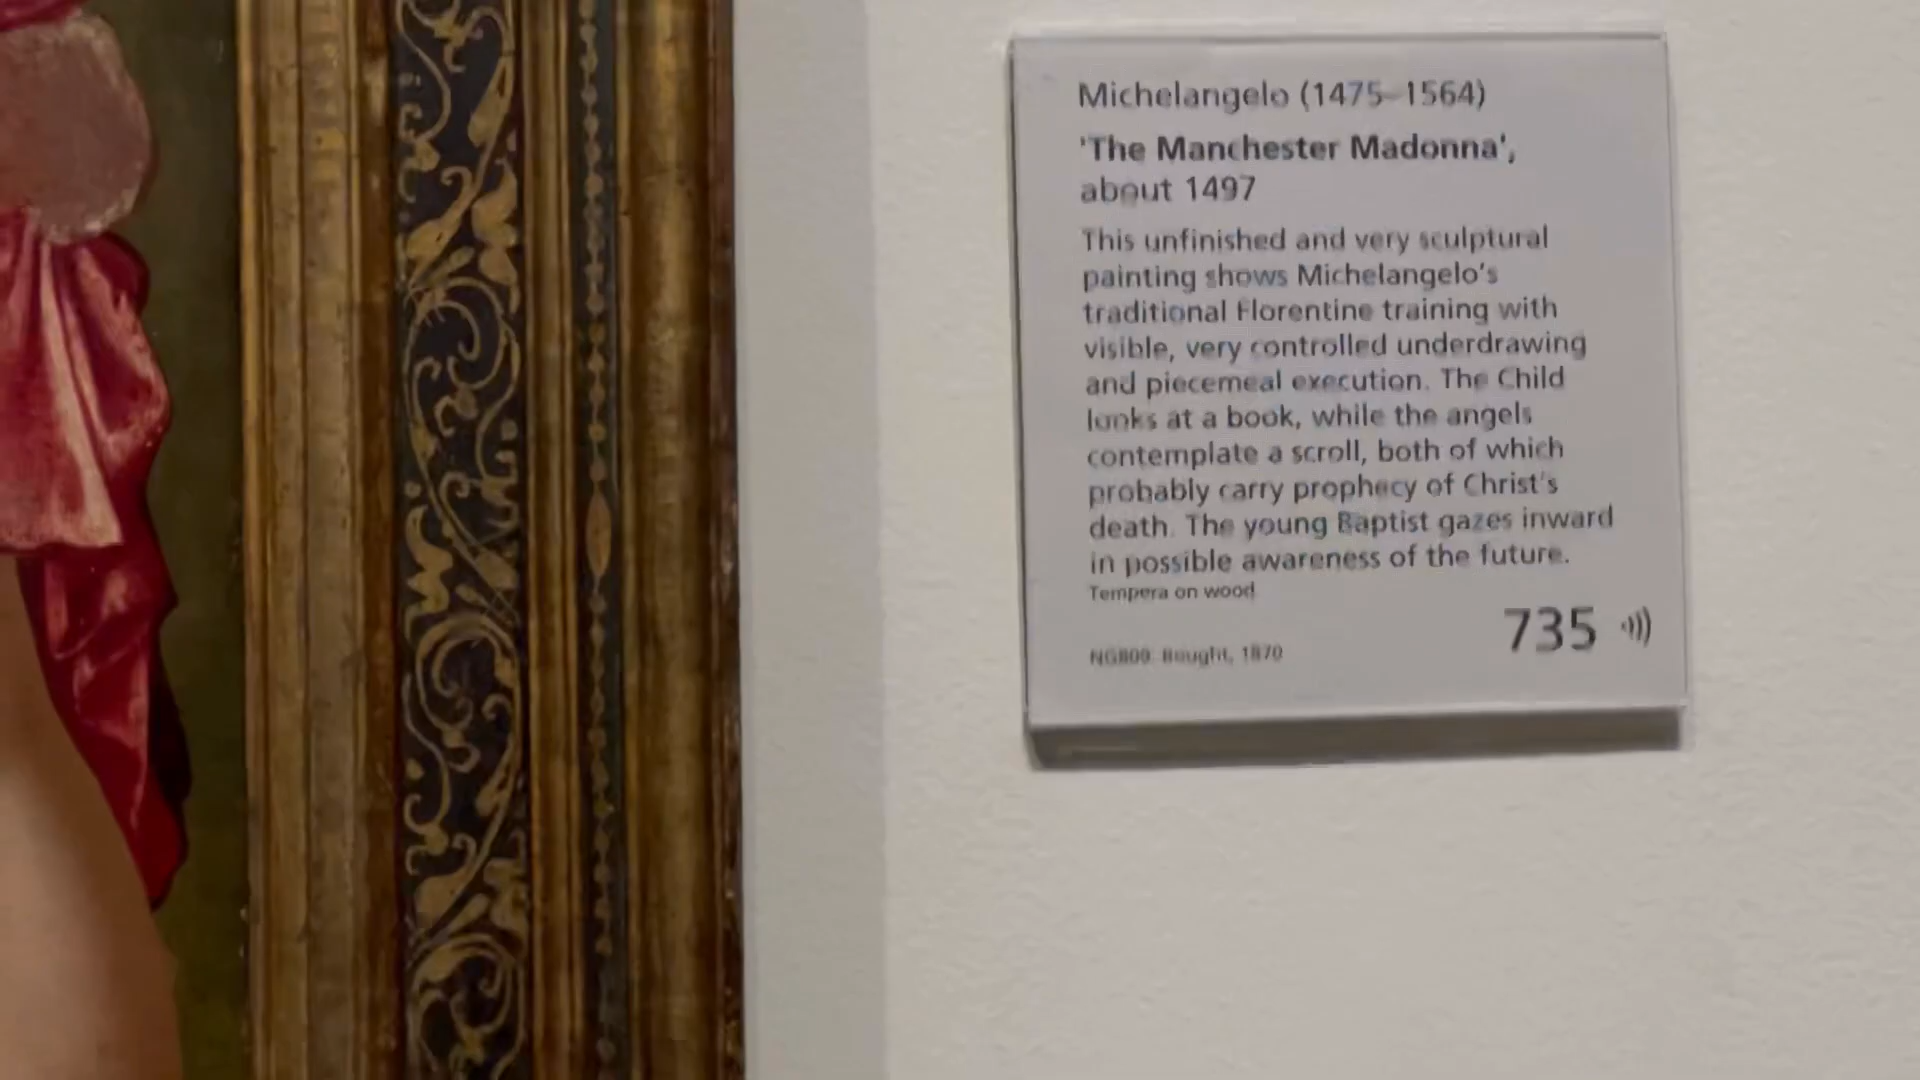 Michelangelo (1475–1564)
'The Manchester Madonna',
about 1497
This unfinished and very sculptural
painting shows Michelangelo's
traditional Florentine training with
visible, very controlled underdrawing
and piecemeal execution. The Child
looks at a book, while the angels
contemplate a scroll, both of which
probably carry prophecy of Christ's
death. The young Baptist gazes inward
in possible awareness of the future.
Tempera on wood
NG809. Bought, 1870
735